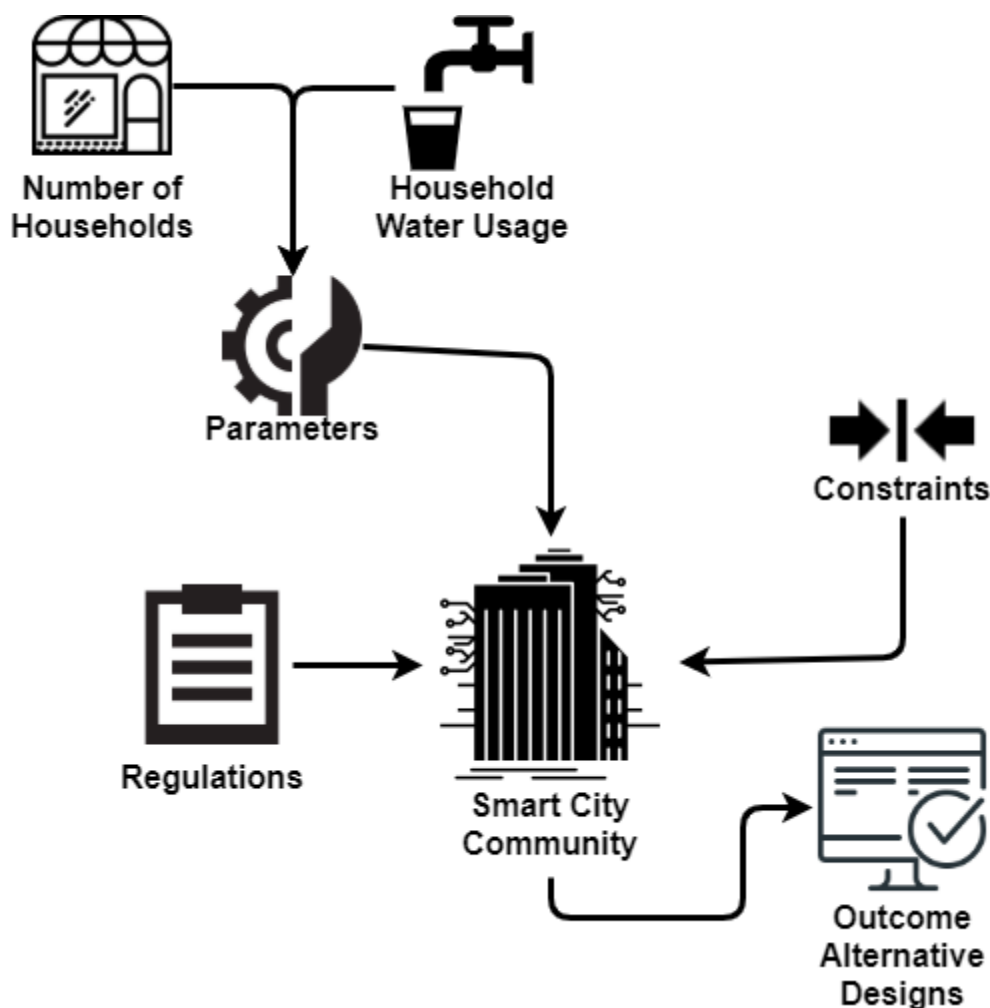 Number of
Households
Household
Water Usage
Parameters
Constraints
Regulations
Smart City
Community
Outcome
Alternative
Designs